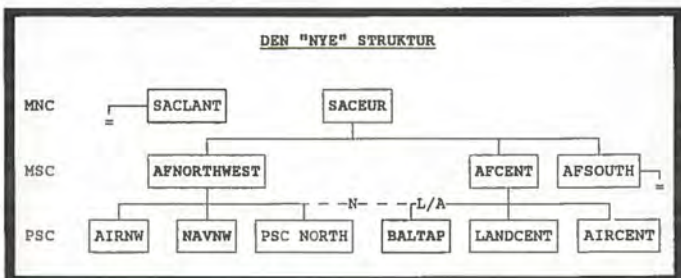 DEN "NYE" STRUKTUR
MNC SACLANT SACEUR
MSC AFNORTHWEST AFCENT AFSOUTH
N L/A
PSC AIRNW NAVNW PSC NORTH BALTAP LANDCENT AIRCENT